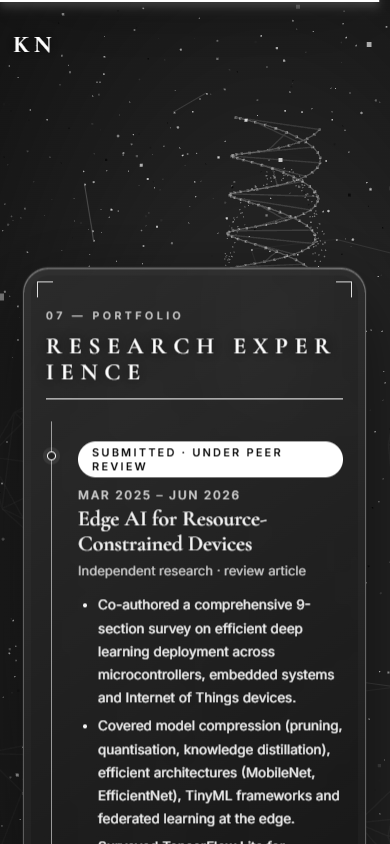 KN
07 — PORTFOLIO
RESEARCH EXPER
IENCE
SUBMITTED · UNDER PEER
REVIEW
MAR 2025 – JUN 2026
Edge AI for Resource-
Constrained Devices
Independent research · review article
• Co-authored a comprehensive 9-
section survey on efficient deep
learning deployment across
microcontrollers, embedded systems
and Internet of Things devices.
• Covered model compression (pruning,
quantisation, knowledge distillation),
efficient architectures (MobileNet,
EfficientNet), TinyML frameworks and
federated learning at the edge.